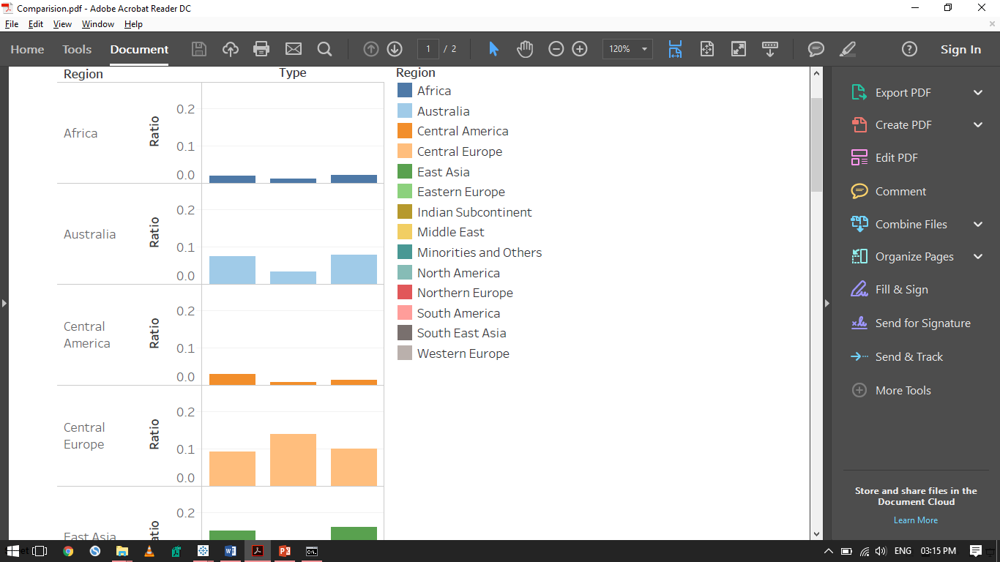 Comparision.pdf - Adobe Acrobat Reader DC
File Edit View Window Help
Home Tools Document 1 / 2 120% Sign In
Region Type
Africa Ratio 0.2 0.1 0.0
Australia Ratio 0.2 0.1 0.0
Central America Ratio 0.2 0.1 0.0
Central Europe Ratio 0.2 0.1 0.0
East Asia 0.2
Region
Africa
Australia
Central America
Central Europe
East Asia
Eastern Europe
Indian Subcontinent
Middle East
Minorities and Others
North America
Northern Europe
South America
South East Asia
Western Europe
Export PDF
Create PDF
Edit PDF
Comment
Combine Files
Organize Pages
Fill & Sign
Send for Signature
Send & Track
More Tools
Store and share files in the
Document Cloud
Learn More
ENG 03:15 PM